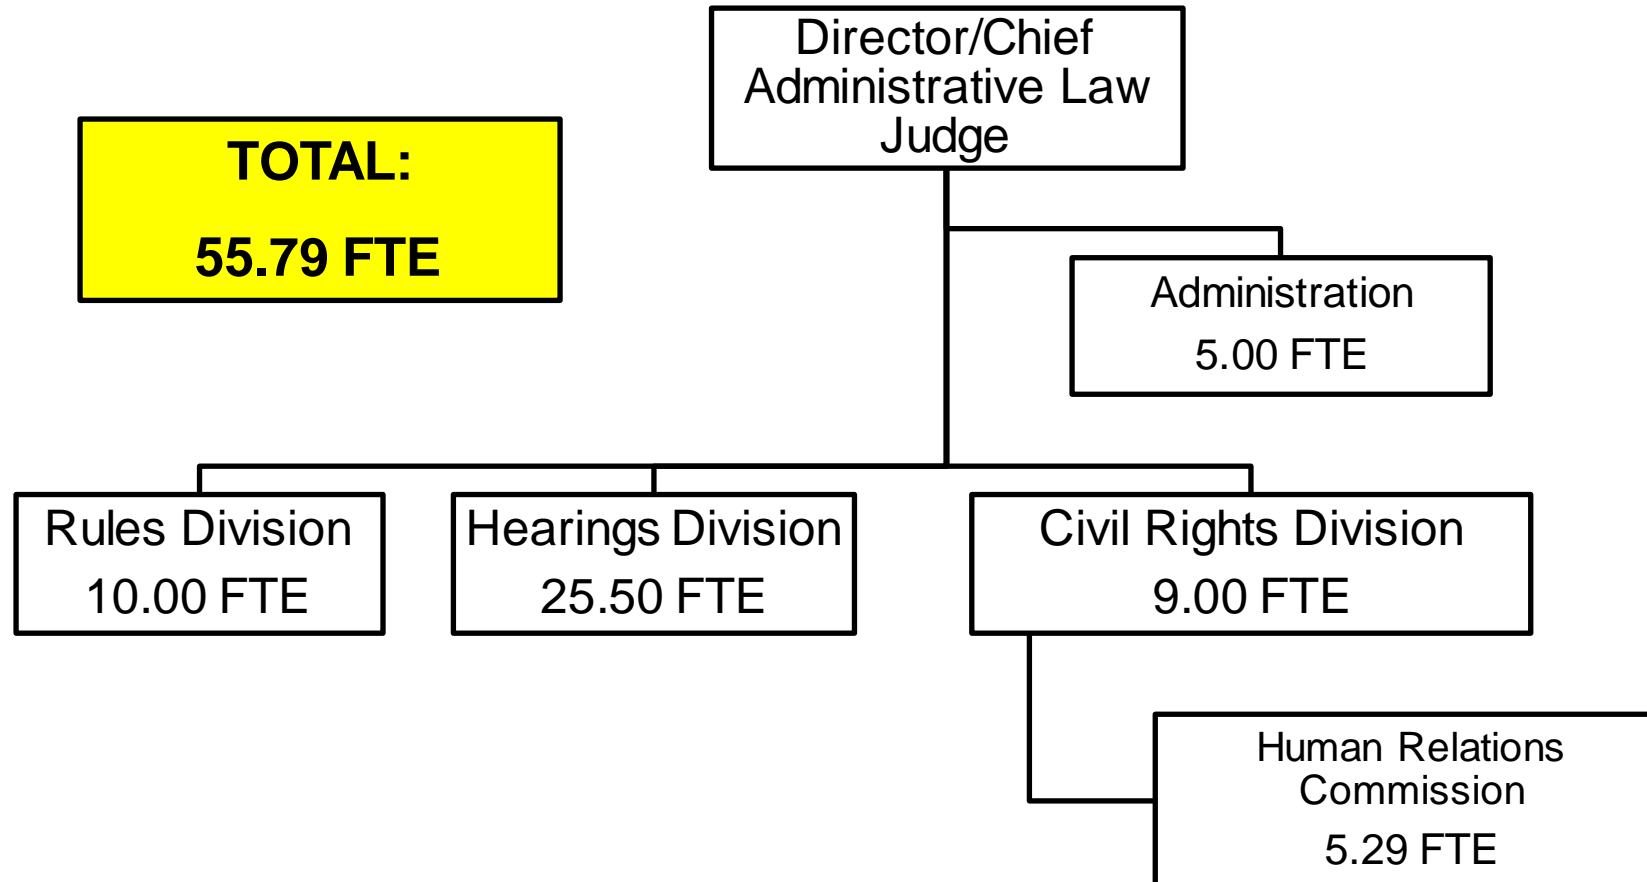 Director/Chief
Administrative Law
Judge
TOTAL:
55.79 FTE
Administration
5.00 FTE
Rules Division
10.00 FTE
Hearings Division
25.50 FTE
Civil Rights Division
9.00 FTE
Human Relations
Commission
5.29 FTE